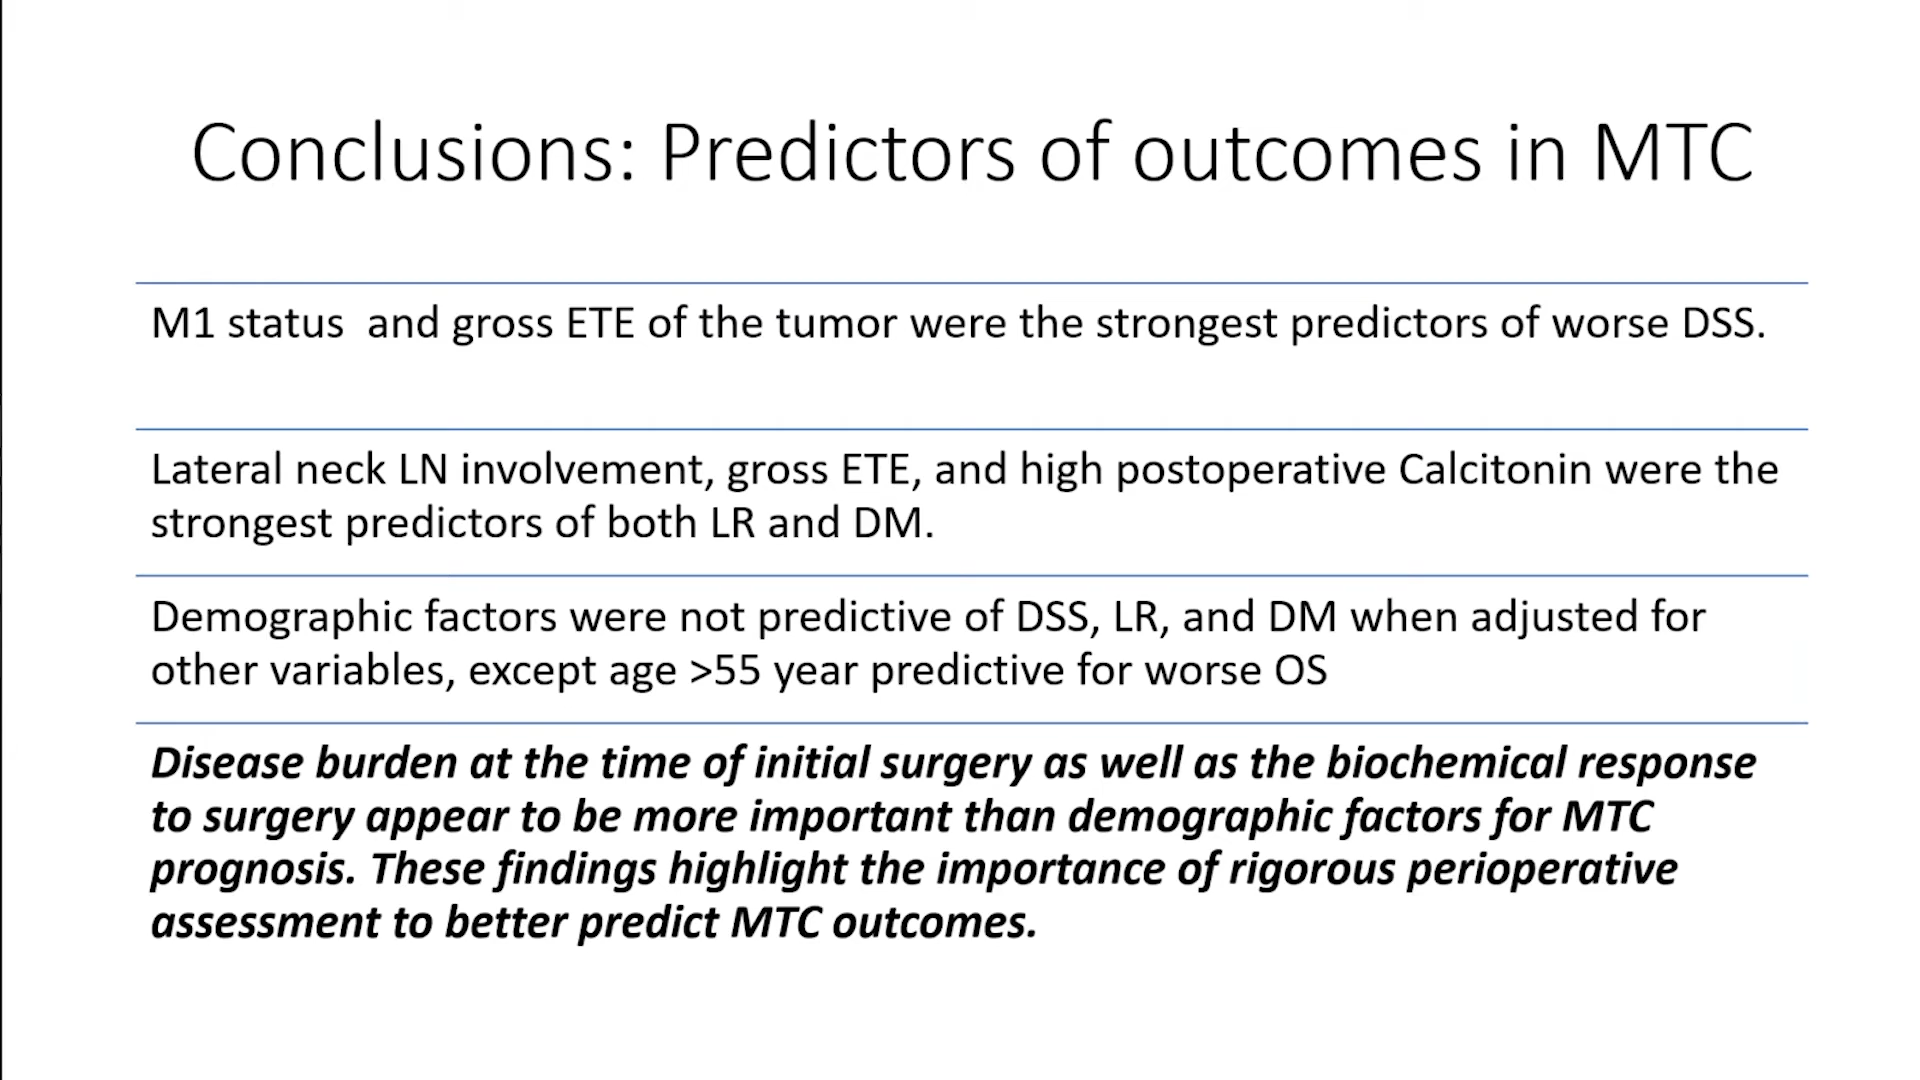 Conclusions: Predictors of outcomes in MTC
M1 status  and gross ETE of the tumor were the strongest predictors of worse DSS.
Lateral neck LN involvement, gross ETE, and high postoperative Calcitonin were the
strongest predictors of both LR and DM.
Demographic factors were not predictive of DSS, LR, and DM when adjusted for
other variables, except age >55 year predictive for worse OS
Disease burden at the time of initial surgery as well as the biochemical response
to surgery appear to be more important than demographic factors for MTC
prognosis. These findings highlight the importance of rigorous perioperative
assessment to better predict MTC outcomes.